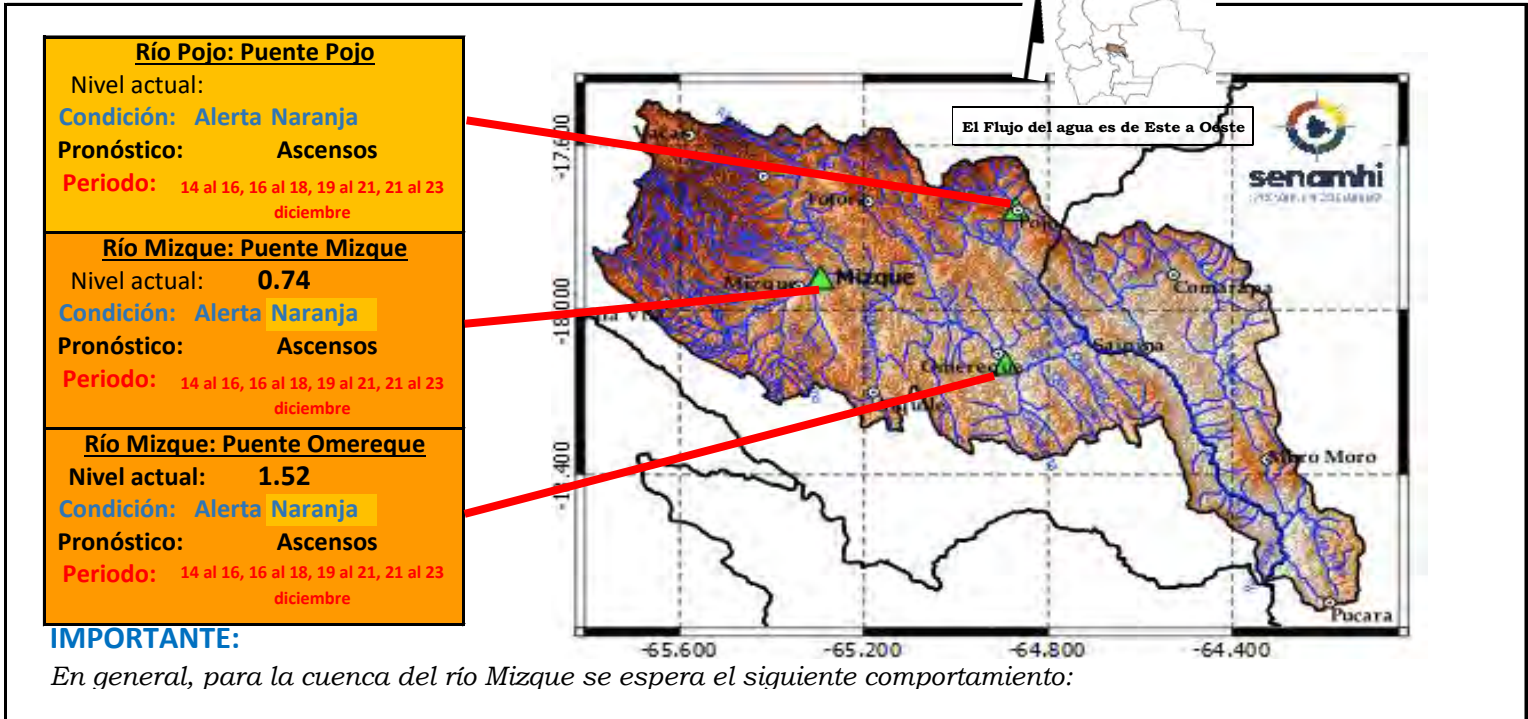 Río Pojo: Puente Pojo
Nivel actual:
Condición: Alerta Naranja
Pronóstico: Ascensos
Periodo: 14 al 16, 16 al 18, 19 al 21, 21 al 23
diciembre
Río Mizque: Puente Mizque
Nivel actual: 0.74
Condición: Alerta Naranja
Pronóstico: Ascensos
Periodo: 14 al 16, 16 al 18, 19 al 21, 21 al 23
diciembre
Río Mizque: Puente Omereque
Nivel actual: 1.52
Condición: Alerta Naranja
Pronóstico: Ascensos
Periodo: 14 al 16, 16 al 18, 19 al 21, 21 al 23
diciembre
El Flujo del agua es de Este a Oeste
senamhi
Vacas
Totora
Pojo
Mizque
Mizque
Comarapa
Saipina
Omereque
Moro
Pucara
-18.000
-65.600
-65.200
-64.800
-64.400
IMPORTANTE:
En general, para la cuenca del río Mizque se espera el siguiente comportamiento: